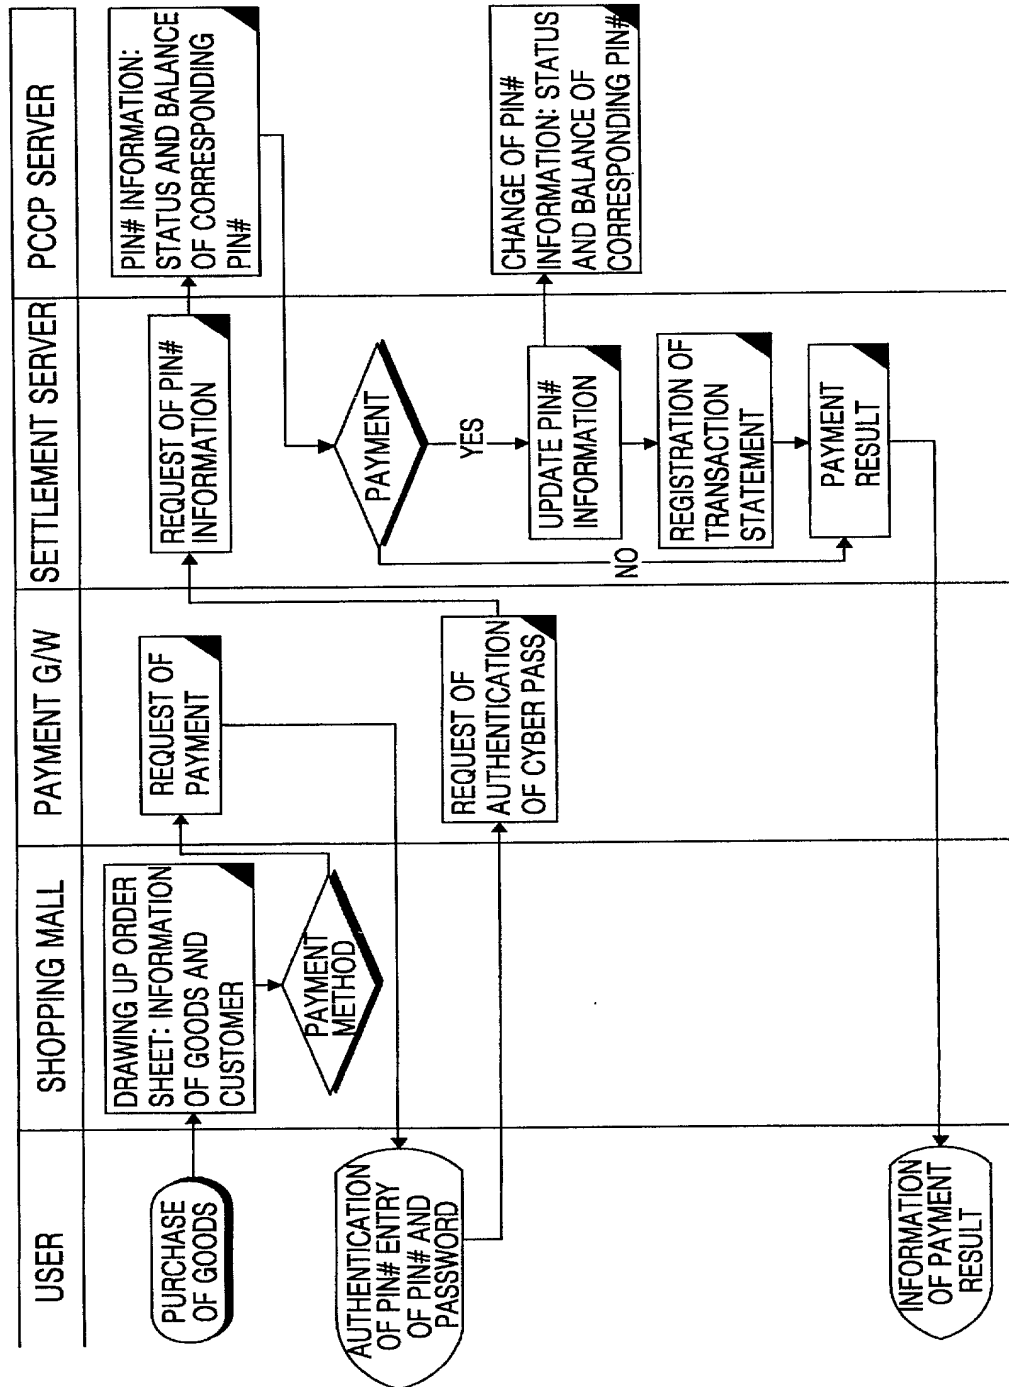 USER
SHOPPING MALL
PAYMENT G/W
SETTLEMENT SERVER
PCCP SERVER
PURCHASE
OF GOODS
DRAWING UP ORDER
SHEET: INFORMATION
OF GOODS AND
CUSTOMER
PAYMENT
METHOD
REQUEST OF
PAYMENT
AUTHENTICATION
OF PIN# ENTRY
OF PIN# AND
PASSWORD
REQUEST OF
AUTHENTICATION
OF CYBER PASS
REQUEST OF PIN#
INFORMATION
PIN# INFORMATION:
STATUS AND BALANCE
OF CORRESPONDING
PIN#
PAYMENT
YES
NO
UPDATE PIN#
INFORMATION
CHANGE OF PIN#
INFORMATION: STATUS
AND BALANCE OF
CORRESPONDING PIN#
REGISTRATION OF
TRANSACTION
STATEMENT
PAYMENT
RESULT
INFORMATION
OF PAYMENT
RESULT